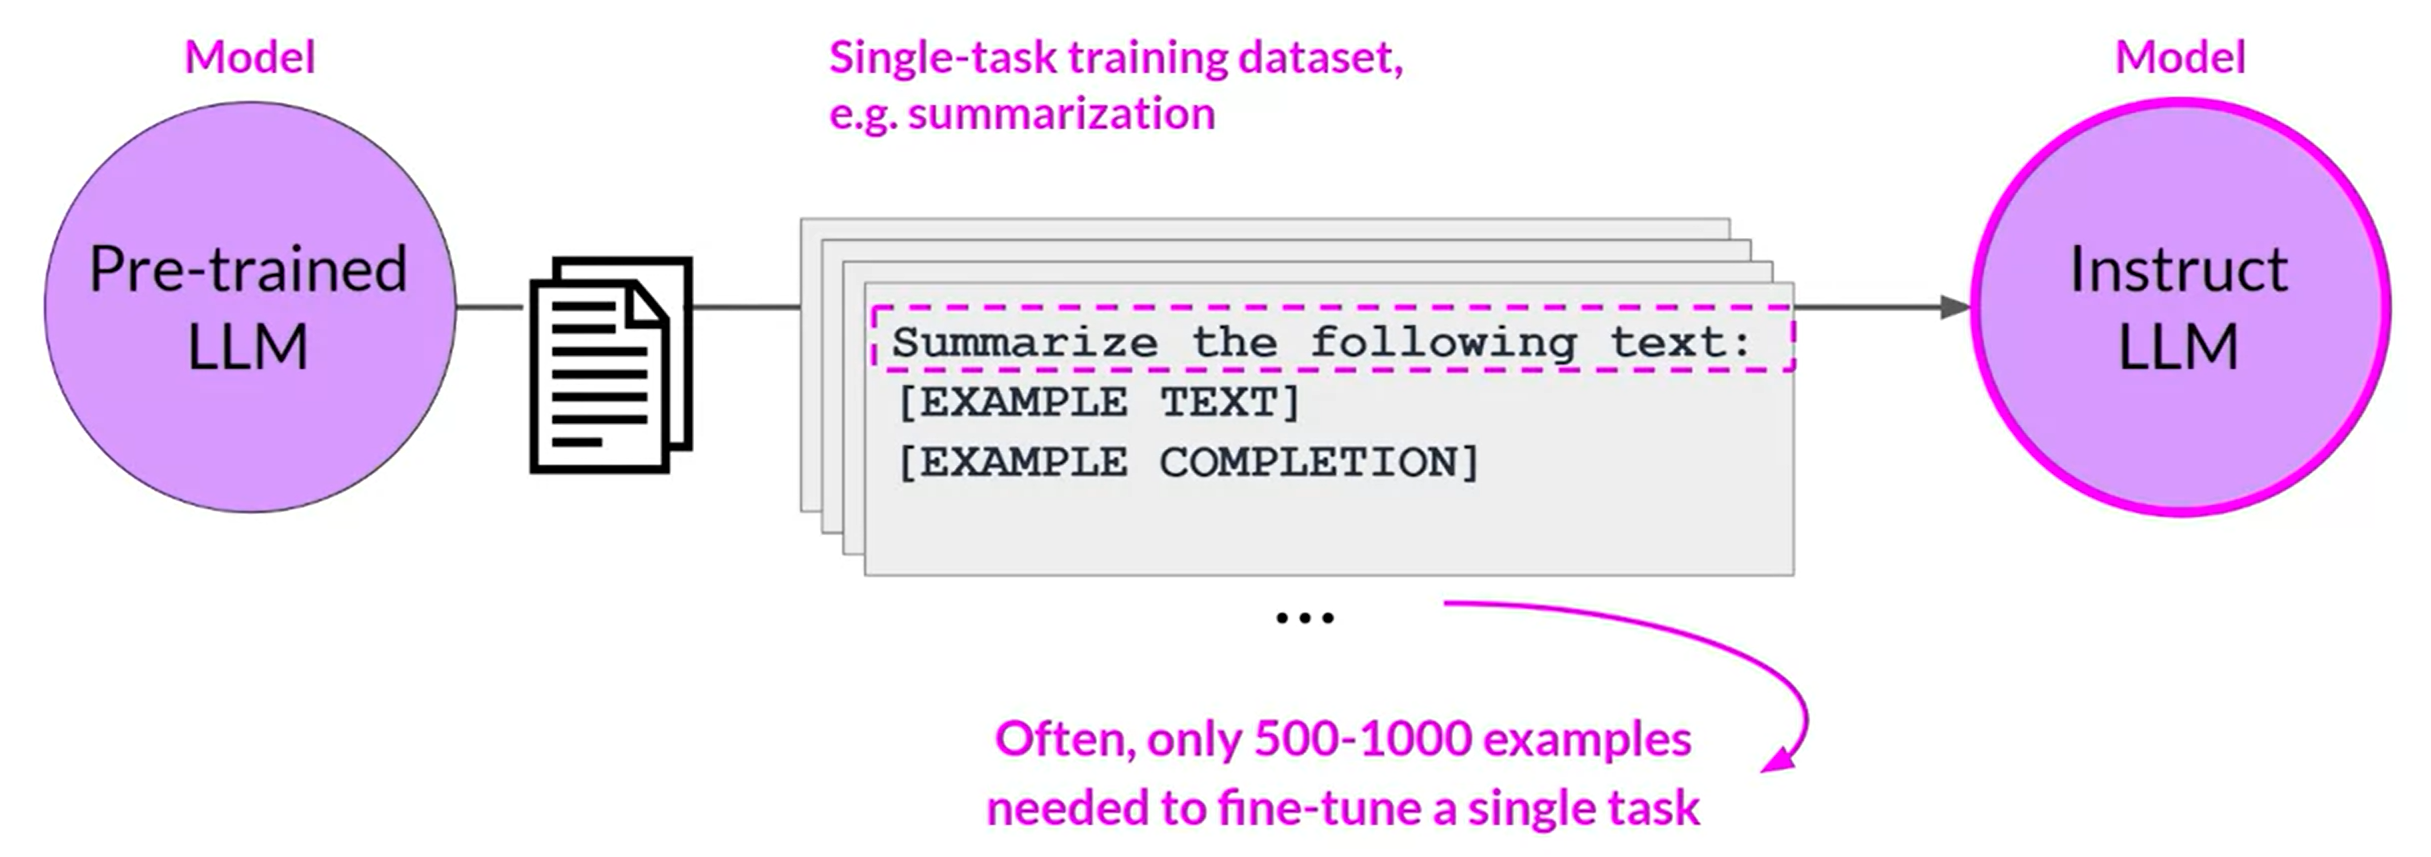 Model
Single-task training dataset,
e.g. summarization
Model
Pre-trained
LLM
Summarize the following text:
[EXAMPLE TEXT]
[EXAMPLE COMPLETION]
Instruct
LLM
...
Often, only 500-1000 examples
needed to fine-tune a single task